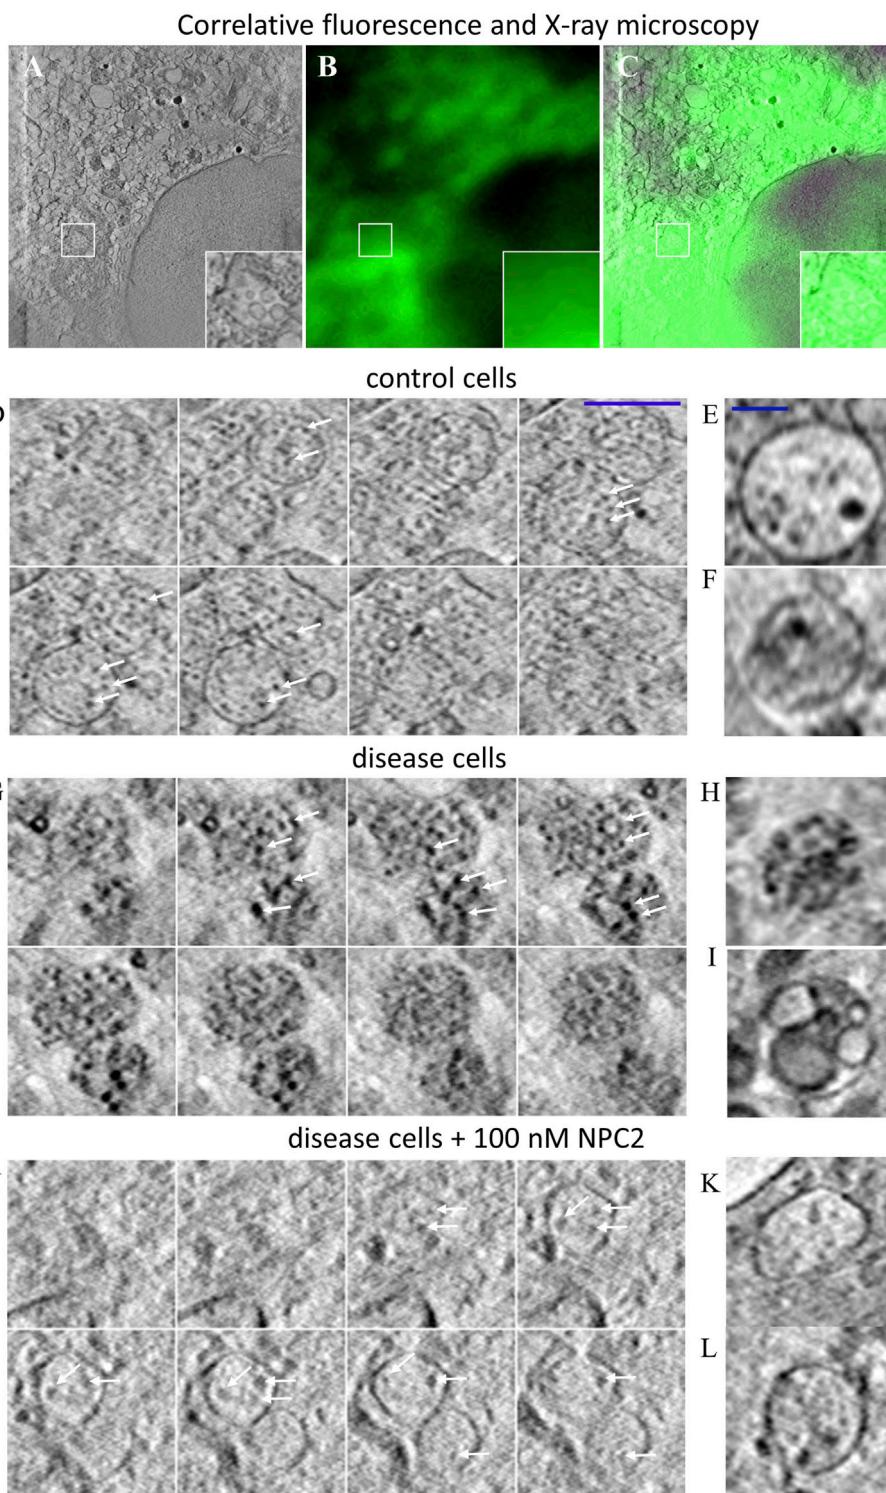 Correlative fluorescence and X-ray microscopy
A
B
C
control cells
E
F
disease cells
H
I
disease cells + 100 nM NPC2
K
L